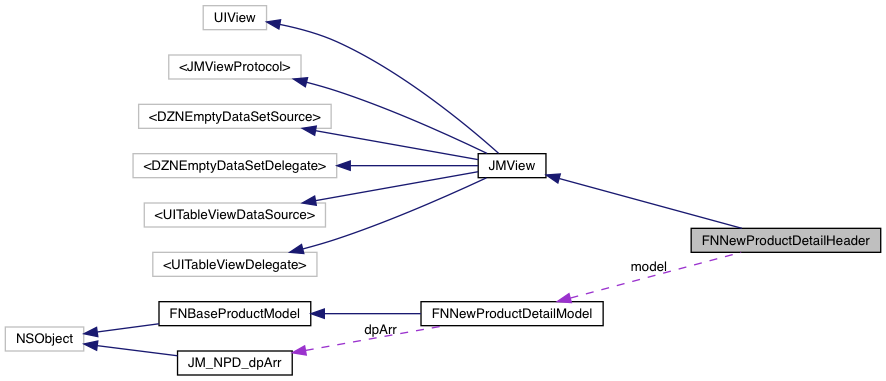 UIView
<JMViewProtocol>
<DZNEmptyDataSetSource>
<DZNEmptyDataSetDelegate>
JMView
<UITableViewDataSource>
FNNewProductDetailHeader
<UITableViewDelegate>
model
FNBaseProductModel
FNNewProductDetailModel
dpArr
NSObject
JM_NPD_dpArr